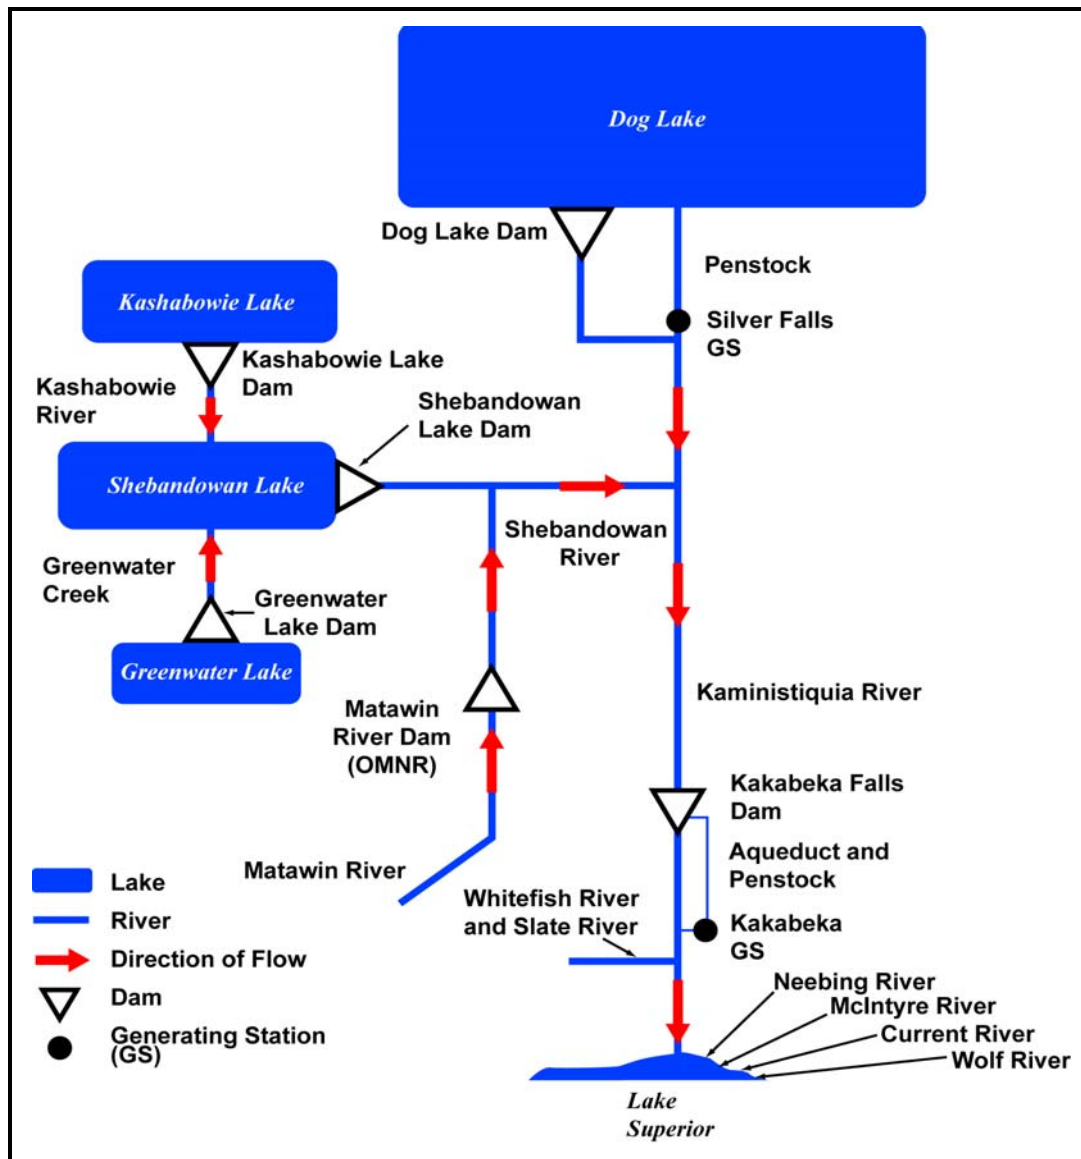 Dog Lake
Dog Lake Dam
Penstock
Silver Falls
GS
Kashabowie Lake
Kashabowie Lake
Dam
Kashabowie
River
Shebandowan
Lake Dam
Shebandowan Lake
Shebandowan
River
Greenwater
Creek
Greenwater
Lake Dam
Greenwater Lake
Matawin
River Dam
(OMNR)
Kaministiquia River
Kakabeka Falls
Dam
Aqueduct and
Penstock
Matawin River
Whitefish River
and Slate River
Kakabeka
GS
Lake
River
Direction of Flow
Dam
Generating Station
(GS)
Neebing River
McIntyre River
Current River
Wolf River
Lake
Superior